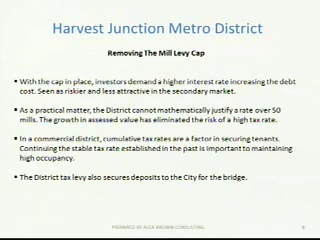 Harvest Junction Metro District
Removing The Mill Levy Cap
▪ With the cap in place, investors demand a higher interest rate increasing the debt
cost. Seen as riskier and less attractive in the secondary market.
▪ As a practical matter, the District cannot mathematically justify a rate over 50
mills. The growth in assessed value has eliminated the risk of a high tax rate.
▪ In a commercial district, cumulative tax rates are a factor in securing tenants.
Continuing the stable tax rate established in the past is important to maintaining
high occupancy.
▪ The District tax levy also secures deposits to the City for the bridge.
PREPARED BY ALEX BROWN CONSULTING